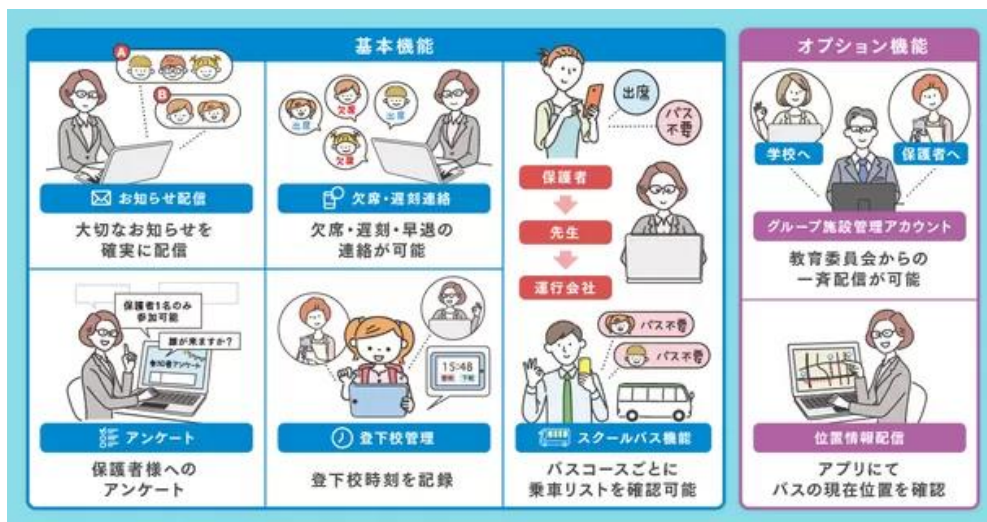 基本機能
オプション機能
A
B
お知らせ配信
大切なお知らせを
確実に配信
出席
欠席
出席
欠席
欠席・遅刻連絡
欠席・遅刻・早退の
連絡が可能
出席
バス
不要
保護者
先生
運行会社
学校へ
保護者へ
グループ施設管理アカウント
教育委員会からの
一斉配信が可能
保護者1名のみ
参加可能
誰が来ますか?
アンケート
保護者様への
アンケート
15:48
登校
下校
登下校管理
登下校時刻を記録
バス不要
バス不要
スクールバス機能
バスコースごとに
乗車リストを確認可能
位置情報配信
アプリにて
バスの現在位置を確認